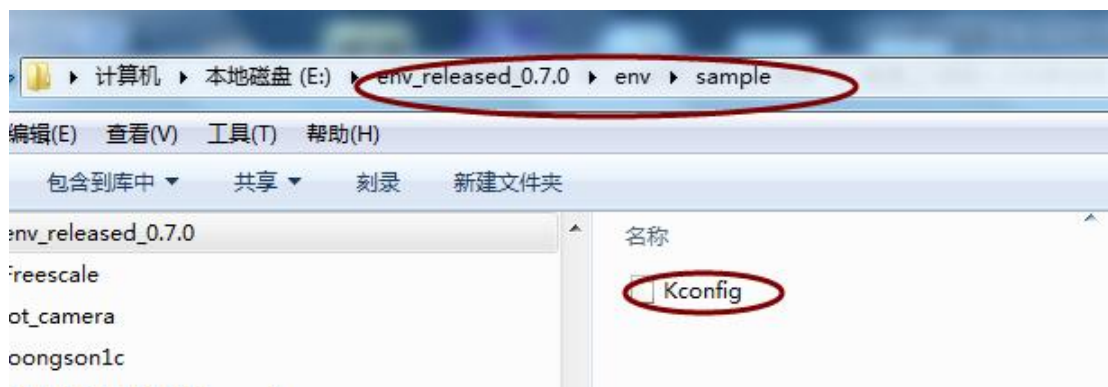 计算机 ▸ 本地磁盘 (E:) ▸ env_released_0.7.0 ▸ env ▸ sample
编辑(E) 查看(V) 工具(T) 帮助(H)
包含到库中 ▼ 共享 ▼ 刻录 新建文件夹
env_released_0.7.0
名称
Freescale
Kconfig
ot_camera
oongson1c